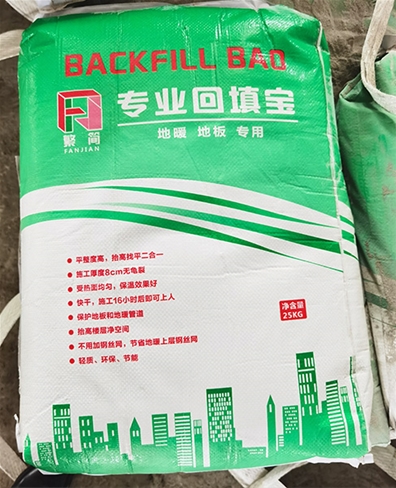 BACKFILL BAO
专业回填宝
繁简
FANJIAN
地暖 地板 专用
平整度高，抬高找平二合一
施工厚度8cm无龟裂
受热面均匀，保温效果好
快干，施工16小时后即可上人
保护地板和地暖管道
抬高楼层净空间
不用加钢丝网，节省地暖上层钢丝网
轻质、环保、节能
净含量
25KG